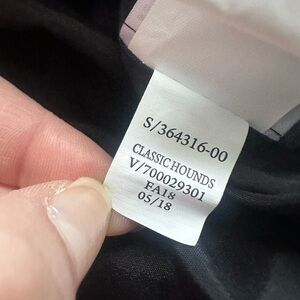 S/364316-00
CLASSIC HOUNDS
V/700029301
FA18
05/18